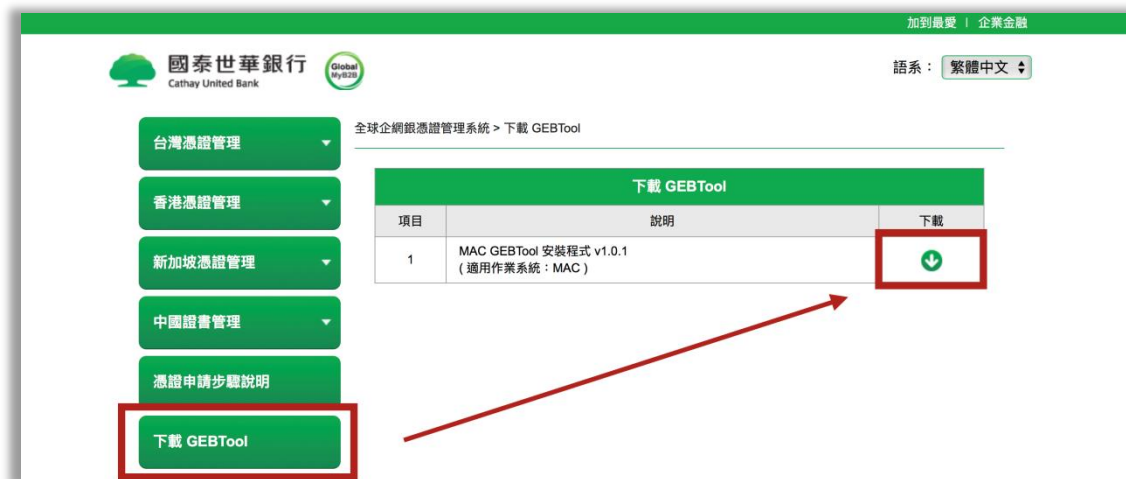 加到最愛 | 企業金融
國泰世華銀行
Cathay United Bank
Global
MyB2B
語系： 繁體中文
全球企網銀憑證管理系統 > 下載 GEBTool
台灣憑證管理
香港憑證管理
新加坡憑證管理
中國證書管理
憑證申請步驟說明
下載 GEBTool
下載 GEBTool
項目 說明 下載
1 MAC GEBTool 安裝程式 v1.0.1
( 適用作業系統：MAC )